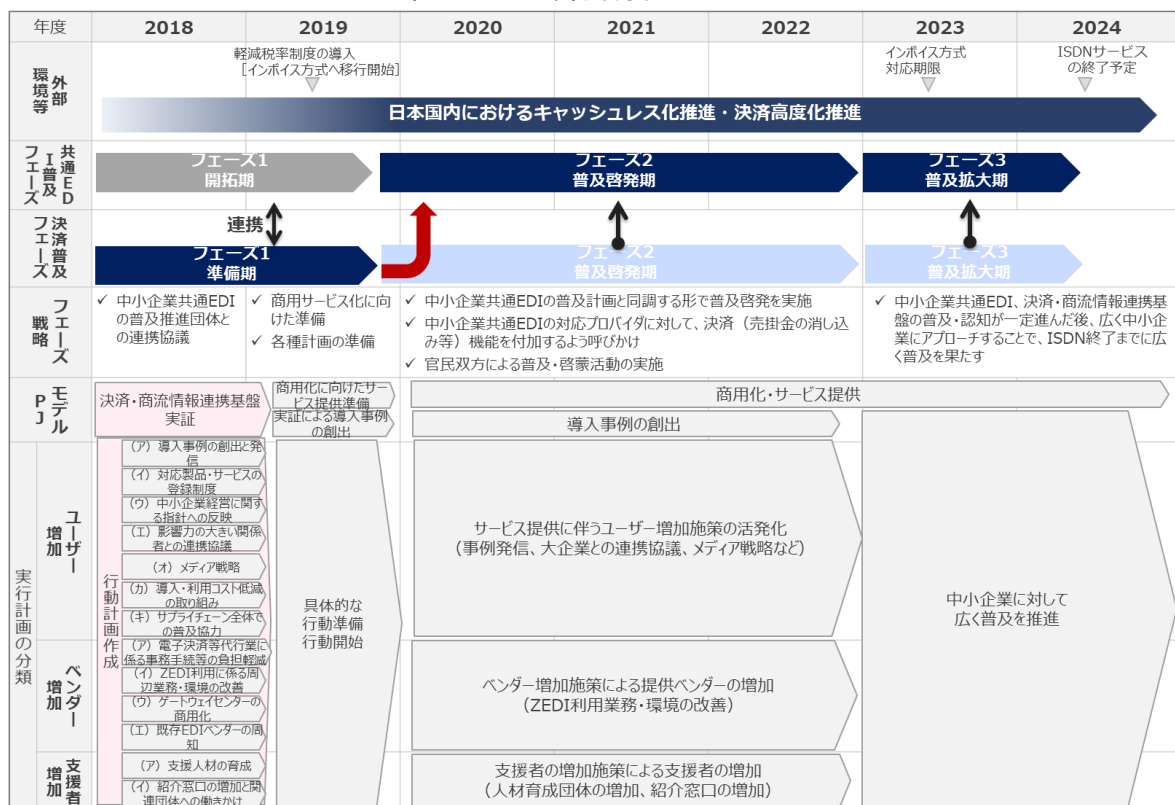 年度
2018
2019
2020
2021
2022
2023
2024
外部
環境等
軽減税率制度の導入
[インボイス方式へ移行開始]
インボイス方式
対応期限
ISDNサービス
の終了予定
日本国内におけるキャッシュレス化推進・決済高度化推進
共通ED
I普及
フェーズ
フェーズ1
開拓期
フェーズ2
普及啓発期
フェーズ3
普及拡大期
連携
決済普及
フェーズ
フェーズ1
準備期
フェーズ2
普及啓発期
フェーズ3
普及拡大期
フェーズ
戦略
✓ 中小企業共通EDI
の普及推進団体と
の連携協議
✓ 商用サービス化に向
けた準備
✓ 各種計画の準備
✓ 中小企業共通EDIの普及計画と同調する形で普及啓発を実施
✓ 中小企業共通EDIの対応プロバイダに対して、決済（売掛金の消し込
み等）機能を付加するよう呼びかけ
✓ 官民双方による普及・啓蒙活動の実施
✓ 中小企業共通EDI、決済・商流情報連携基
盤の普及・認知が一定進んだ後、広く中小企
業にアプローチすることで、ISDN終了までに広
く普及を果たす
モデル
PJ
決済・商流情報連携基盤
実証
商用化に向けたサー
ビス提供準備
実証による導入事例
の創出
商用化・サービス提供
導入事例の創出
実行計画の分類
ユーザー
増加
行動計画作成
（ア）導入事例の創出と発
信
（イ）対応製品・サービスの
登録制度
（ウ）中小企業経営に関す
る指針への反映
（エ）影響力の大きい関係
者との連携協議
（オ）メディア戦略
（カ）導入・利用コスト低減
の取り組み
（キ）サプライチェーン全体で
の普及協力
具体的な
行動準備
行動開始
サービス提供に伴うユーザー増加施策の活発化
（事例発信、大企業との連携協議、メディア戦略など）
中小企業に対して
広く普及を推進
ベンダー
増加
（ア）電子決済等代行業に
係る事務手続等の負担軽減
（イ）ZEDI利用に係る周
辺業務・環境の改善
（ウ）ゲートウェイセンターの
商用化
（エ）既存EDIベンダーの周
知
ベンダー増加施策による提供ベンダーの増加
（ZEDI利用業務・環境の改善）
支援者
増加
（ア）支援人材の育成
（イ）紹介窓口の増加と関
連団体への働きかけ
支援者の増加施策による支援者の増加
（人材育成団体の増加、紹介窓口の増加）